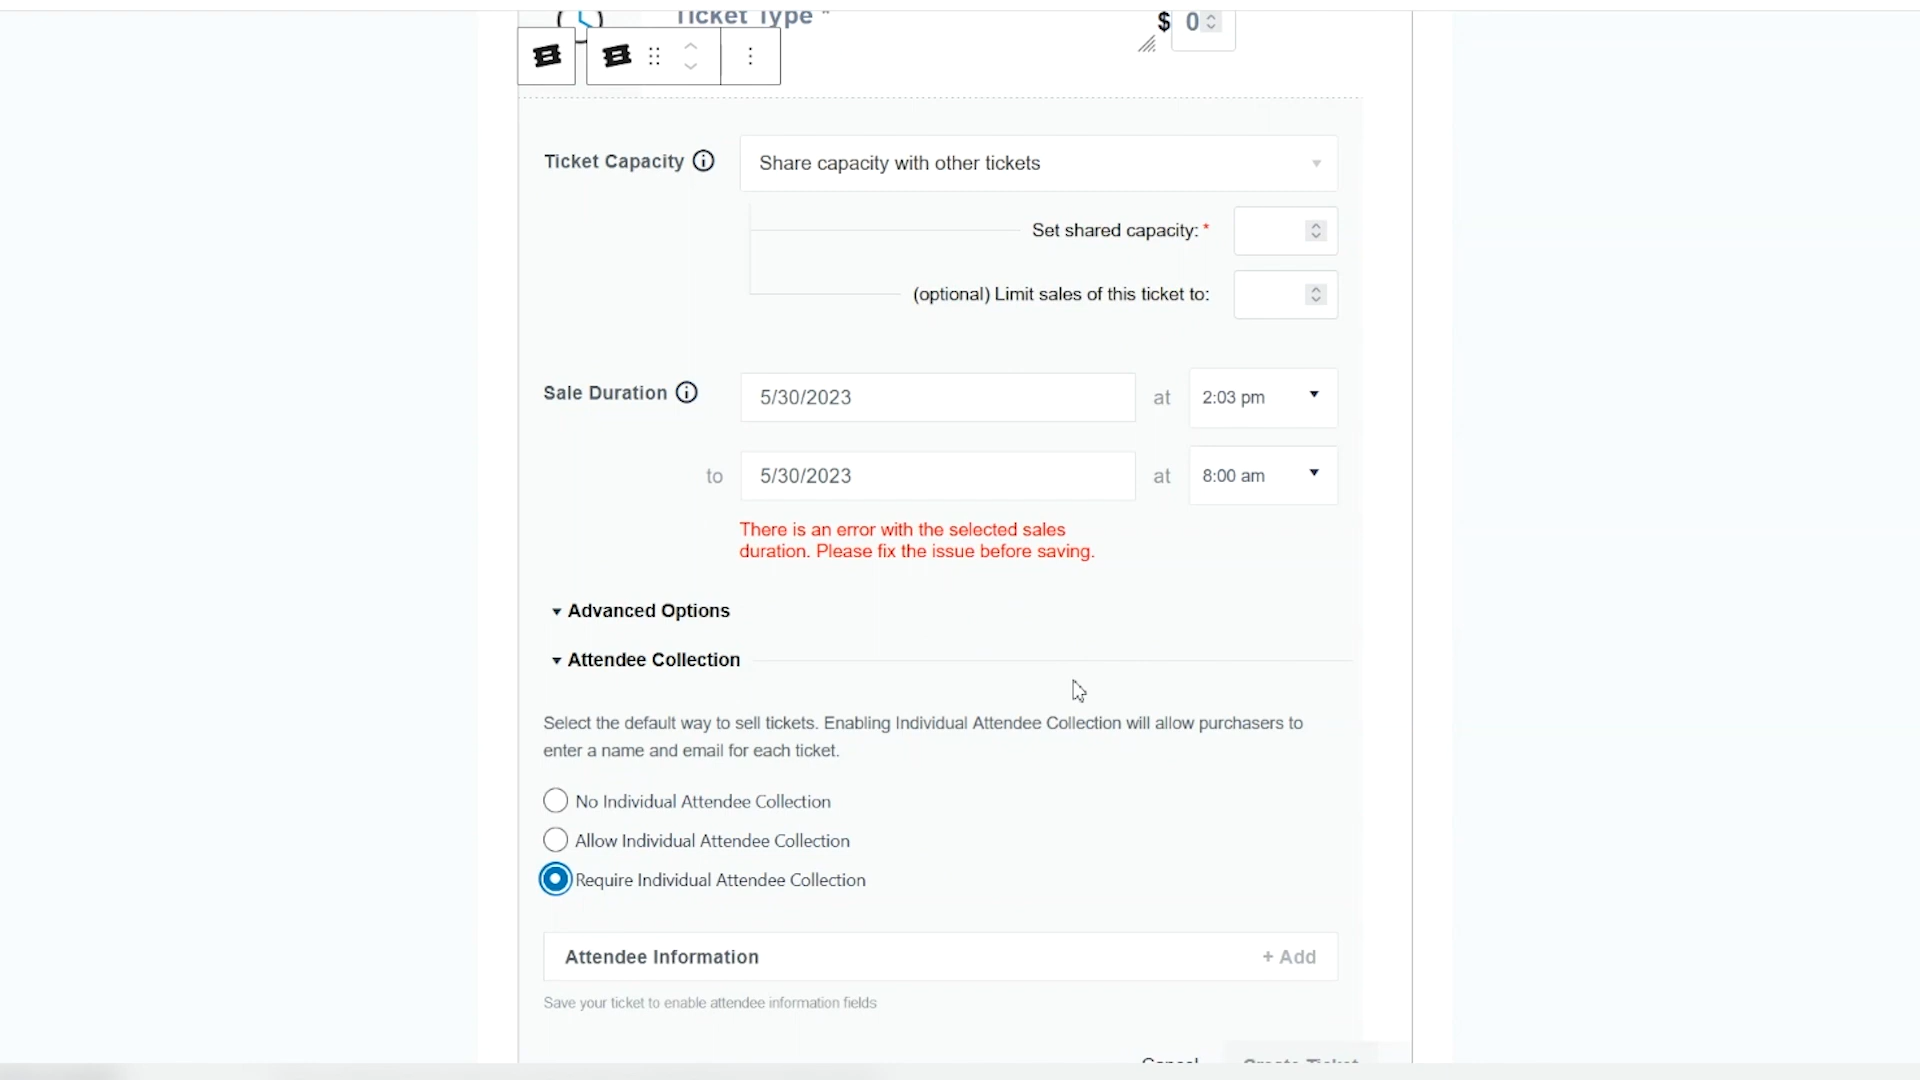 Ticket Type *
$ 0
Ticket Capacity
Share capacity with other tickets
Set shared capacity: *
(optional) Limit sales of this ticket to:
Sale Duration
5/30/2023 at 2:03 pm
to 5/30/2023 at 8:00 am
There is an error with the selected sales
duration. Please fix the issue before saving.
Advanced Options
Attendee Collection
Select the default way to sell tickets. Enabling Individual Attendee Collection will allow purchasers to
enter a name and email for each ticket.
No Individual Attendee Collection
Allow Individual Attendee Collection
Require Individual Attendee Collection
Attendee Information + Add
Save your ticket to enable attendee information fields
Cancel Create Ticket